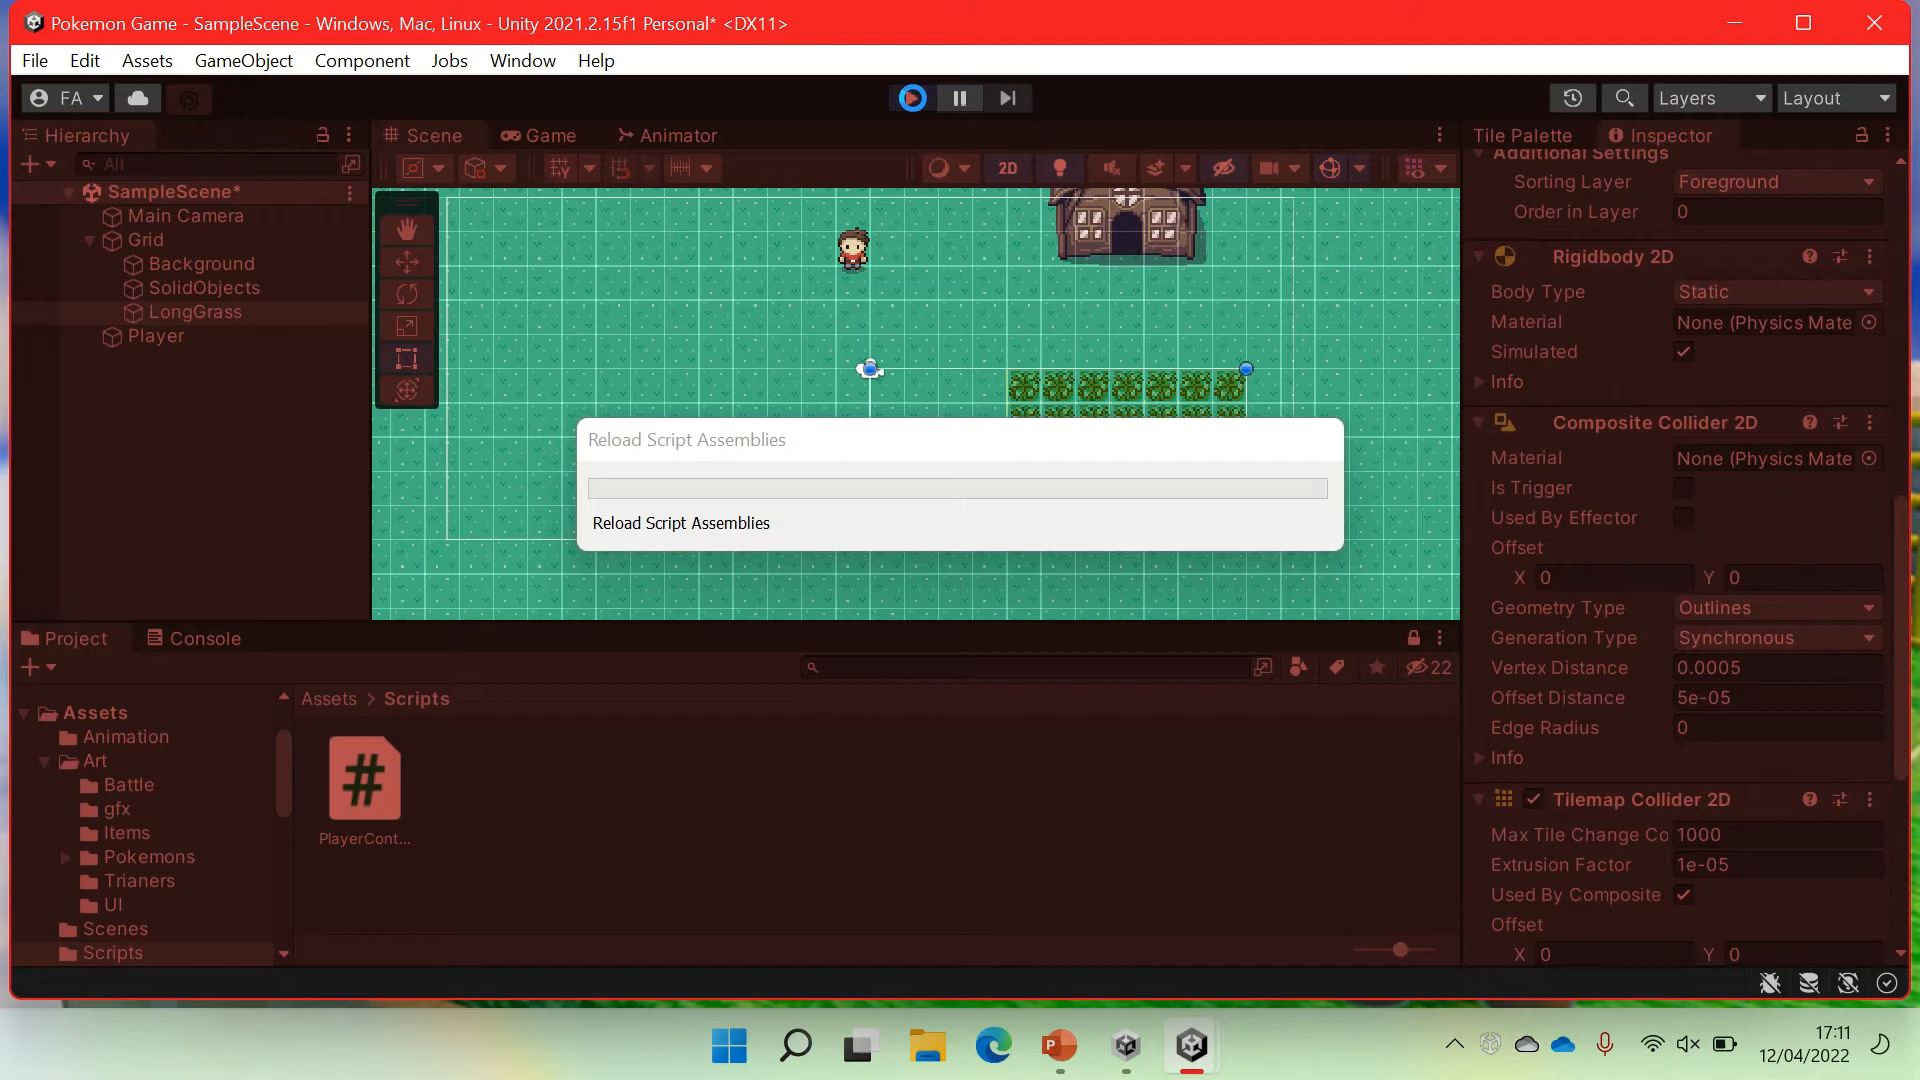 Pokemon Game - SampleScene - Windows, Mac, Linux - Unity 2021.2.15f1 Personal* <DX11>
File Edit Assets GameObject Component Jobs Window Help
FA
Layers
Layout
Hierarchy
Scene
Game
Animator
Tile Palette
Inspector
All
2D
SampleScene*
Main Camera
Grid
Background
SolidObjects
LongGrass
Player
Additional Settings
Sorting Layer Foreground
Order in Layer 0
Rigidbody 2D
Body Type Static
Material None (Physics Mate
Simulated
Info
Composite Collider 2D
Material None (Physics Mate
Is Trigger
Used By Effector
Offset
X 0 Y 0
Geometry Type Outlines
Generation Type Synchronous
Vertex Distance 0.0005
Offset Distance 5e-05
Edge Radius 0
Info
Tilemap Collider 2D
Max Tile Change Co 1000
Extrusion Factor 1e-05
Used By Composite
Offset
X 0 Y 0
Reload Script Assemblies
Reload Script Assemblies
Project
Console
22
Assets
Animation
Art
Battle
gfx
Items
Pokemons
Trianers
UI
Scenes
Scripts
Assets > Scripts
#
PlayerCont...
P
17:11
12/04/2022